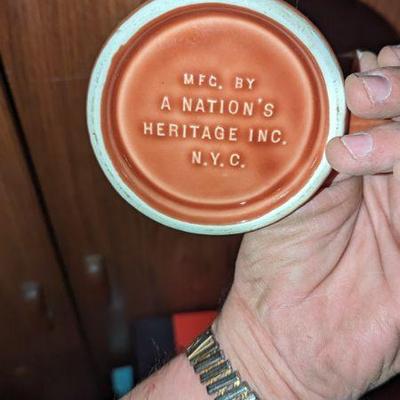 MFG. BY
A NATION'S
HERITAGE INC.
N.Y.C.